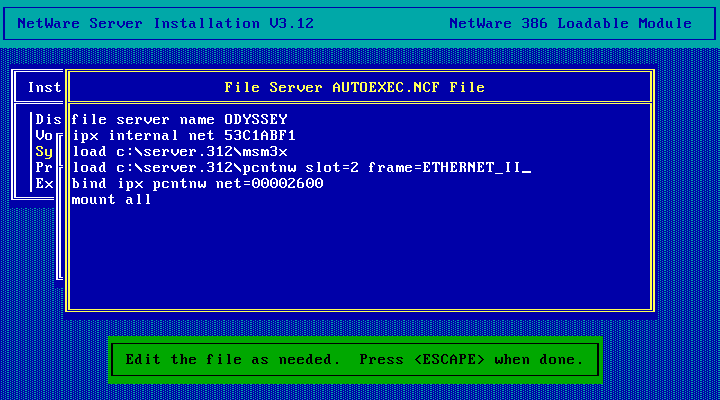 NetWare Server Installation V3.12 NetWare 386 Loadable Module
Inst
File Server AUTOEXEC.NCF File
Dis
Vo
Sy
Pr
Ex
file server name ODYSSEY
ipx internal net 53C1ABF1
load c:\server.312\msm3x
load c:\server.312\pcntnw slot=2 frame=ETHERNET_II_
bind ipx pcntnw net=00002600
mount all
Edit the file as needed. Press <ESCAPE> when done.